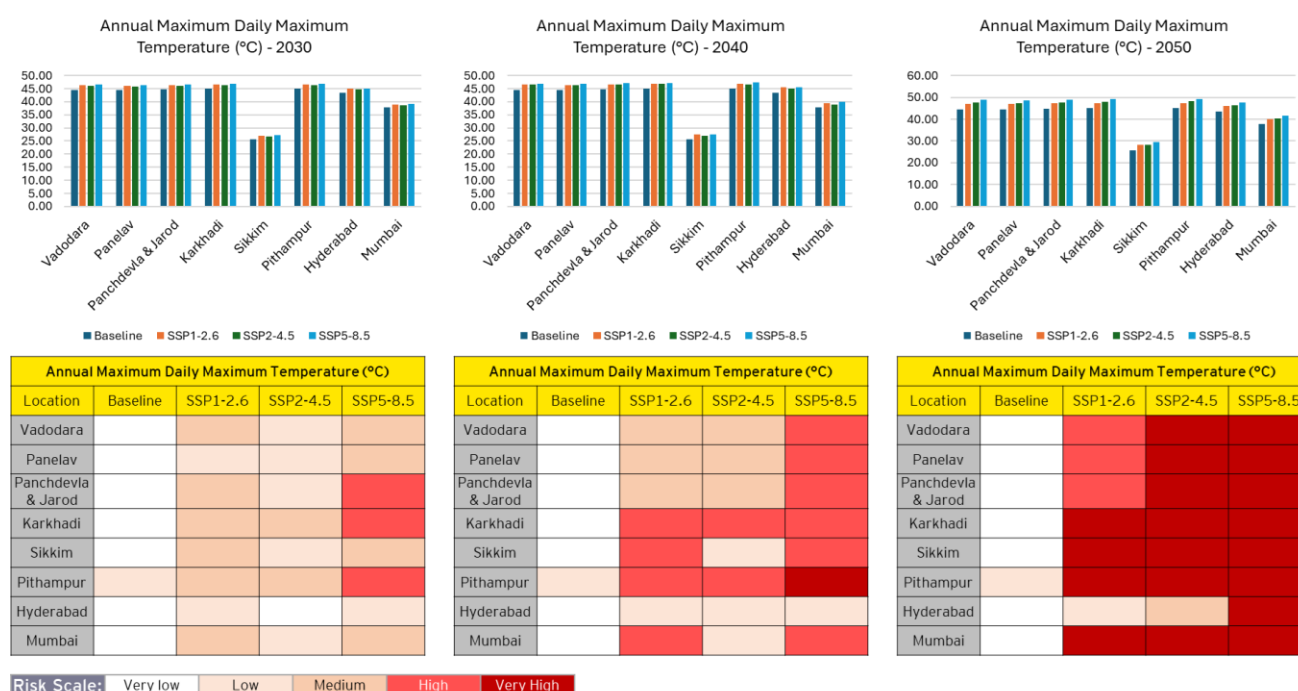 Annual Maximum Daily Maximum
Temperature (°C) - 2030
50.00
45.00
40.00
35.00
30.00
25.00
20.00
15.00
10.00
5.00
0.00
Vadodara
Panelav
Panchdevla & Jarod
Karkhadi
Sikkim
Pithampur
Hyderabad
Mumbai
Baseline SSP1-2.6 SSP2-4.5 SSP5-8.5
Annual Maximum Daily Maximum
Temperature (°C) - 2040
50.00
45.00
40.00
35.00
30.00
25.00
20.00
15.00
10.00
5.00
0.00
Vadodara
Panelav
Panchdevla & Jarod
Karkhadi
Sikkim
Pithampur
Hyderabad
Mumbai
Baseline SSP1-2.6 SSP2-4.5 SSP5-8.5
Annual Maximum Daily Maximum
Temperature (°C) - 2050
60.00
50.00
40.00
30.00
20.00
10.00
0.00
Vadodara
Panelav
Panchdevla & Jarod
Karkhadi
Sikkim
Pithampur
Hyderabad
Mumbai
Baseline SSP1-2.6 SSP2-4.5 SSP5-8.5
Annual Maximum Daily Maximum Temperature (°C)
Location Baseline SSP1-2.6 SSP2-4.5 SSP5-8.5
Vadodara
Panelav
Panchdevla
& Jarod
Karkhadi
Sikkim
Pithampur
Hyderabad
Mumbai
Annual Maximum Daily Maximum Temperature (°C)
Location Baseline SSP1-2.6 SSP2-4.5 SSP5-8.5
Vadodara
Panelav
Panchdevla
& Jarod
Karkhadi
Sikkim
Pithampur
Hyderabad
Mumbai
Annual Maximum Daily Maximum Temperature (°C)
Location Baseline SSP1-2.6 SSP2-4.5 SSP5-8.5
Vadodara
Panelav
Panchdevla
& Jarod
Karkhadi
Sikkim
Pithampur
Hyderabad
Mumbai
Risk Scale: Very low Low Medium High Very High